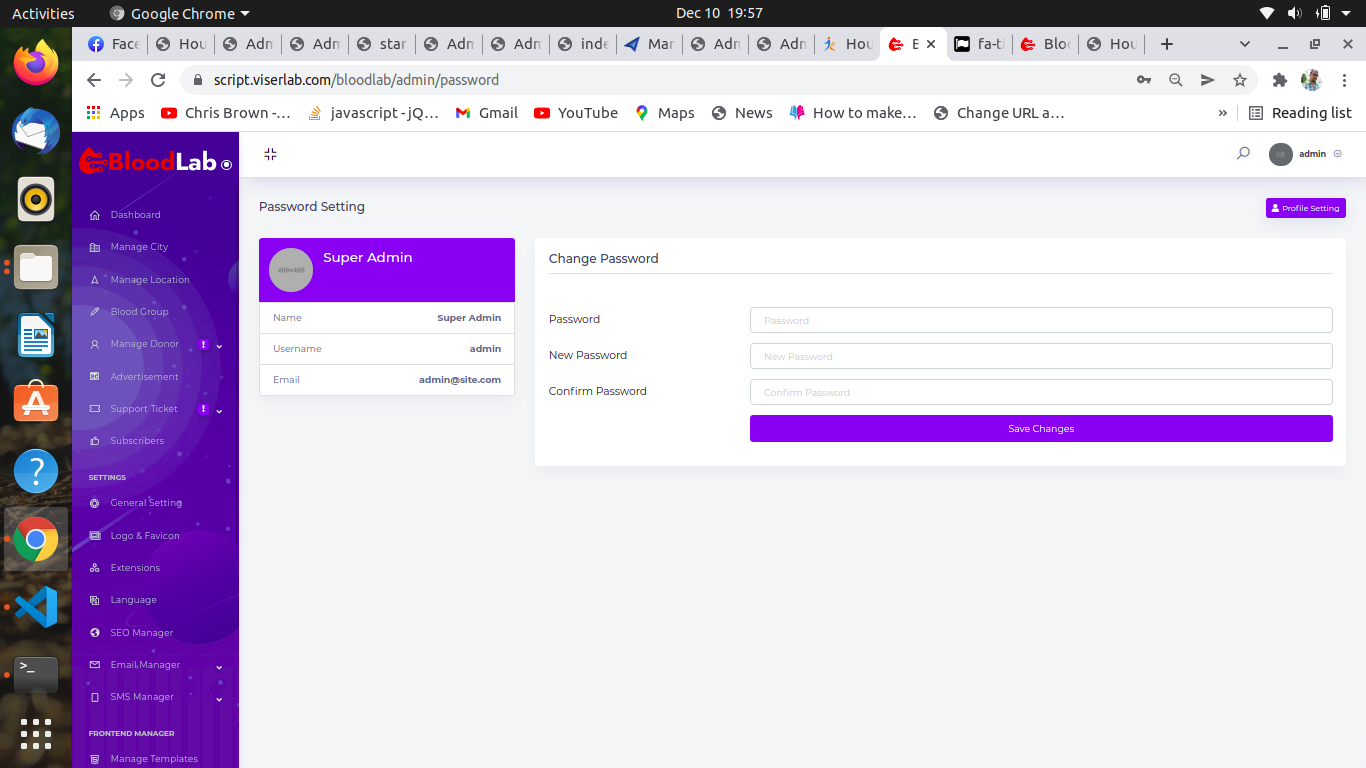 Activities
Google Chrome
Dec 10 19:57
Face
Hou
Adm
Adm
star
Adm
Adm
inde
Mar
Adm
Adm
Hou
B
fa-ti
Bloo
Hou
script.viserlab.com/bloodlab/admin/password
Apps
Chris Brown -...
javascript - jQ...
Gmail
YouTube
Maps
News
How to make...
Change URL a...
»
Reading list
BloodLab
admin
Dashboard
Manage City
Manage Location
Blood Group
Manage Donor
Advertisement
Support Ticket
Subscribers
SETTINGS
General Setting
Logo & Favicon
Extensions
Language
SEO Manager
Email Manager
SMS Manager
FRONTEND MANAGER
Manage Templates
Password Setting
Profile Setting
400×400
Super Admin
Name Super Admin
Username admin
Email admin@site.com
Change Password
Password Password
New Password New Password
Confirm Password Confirm Password
Save Changes